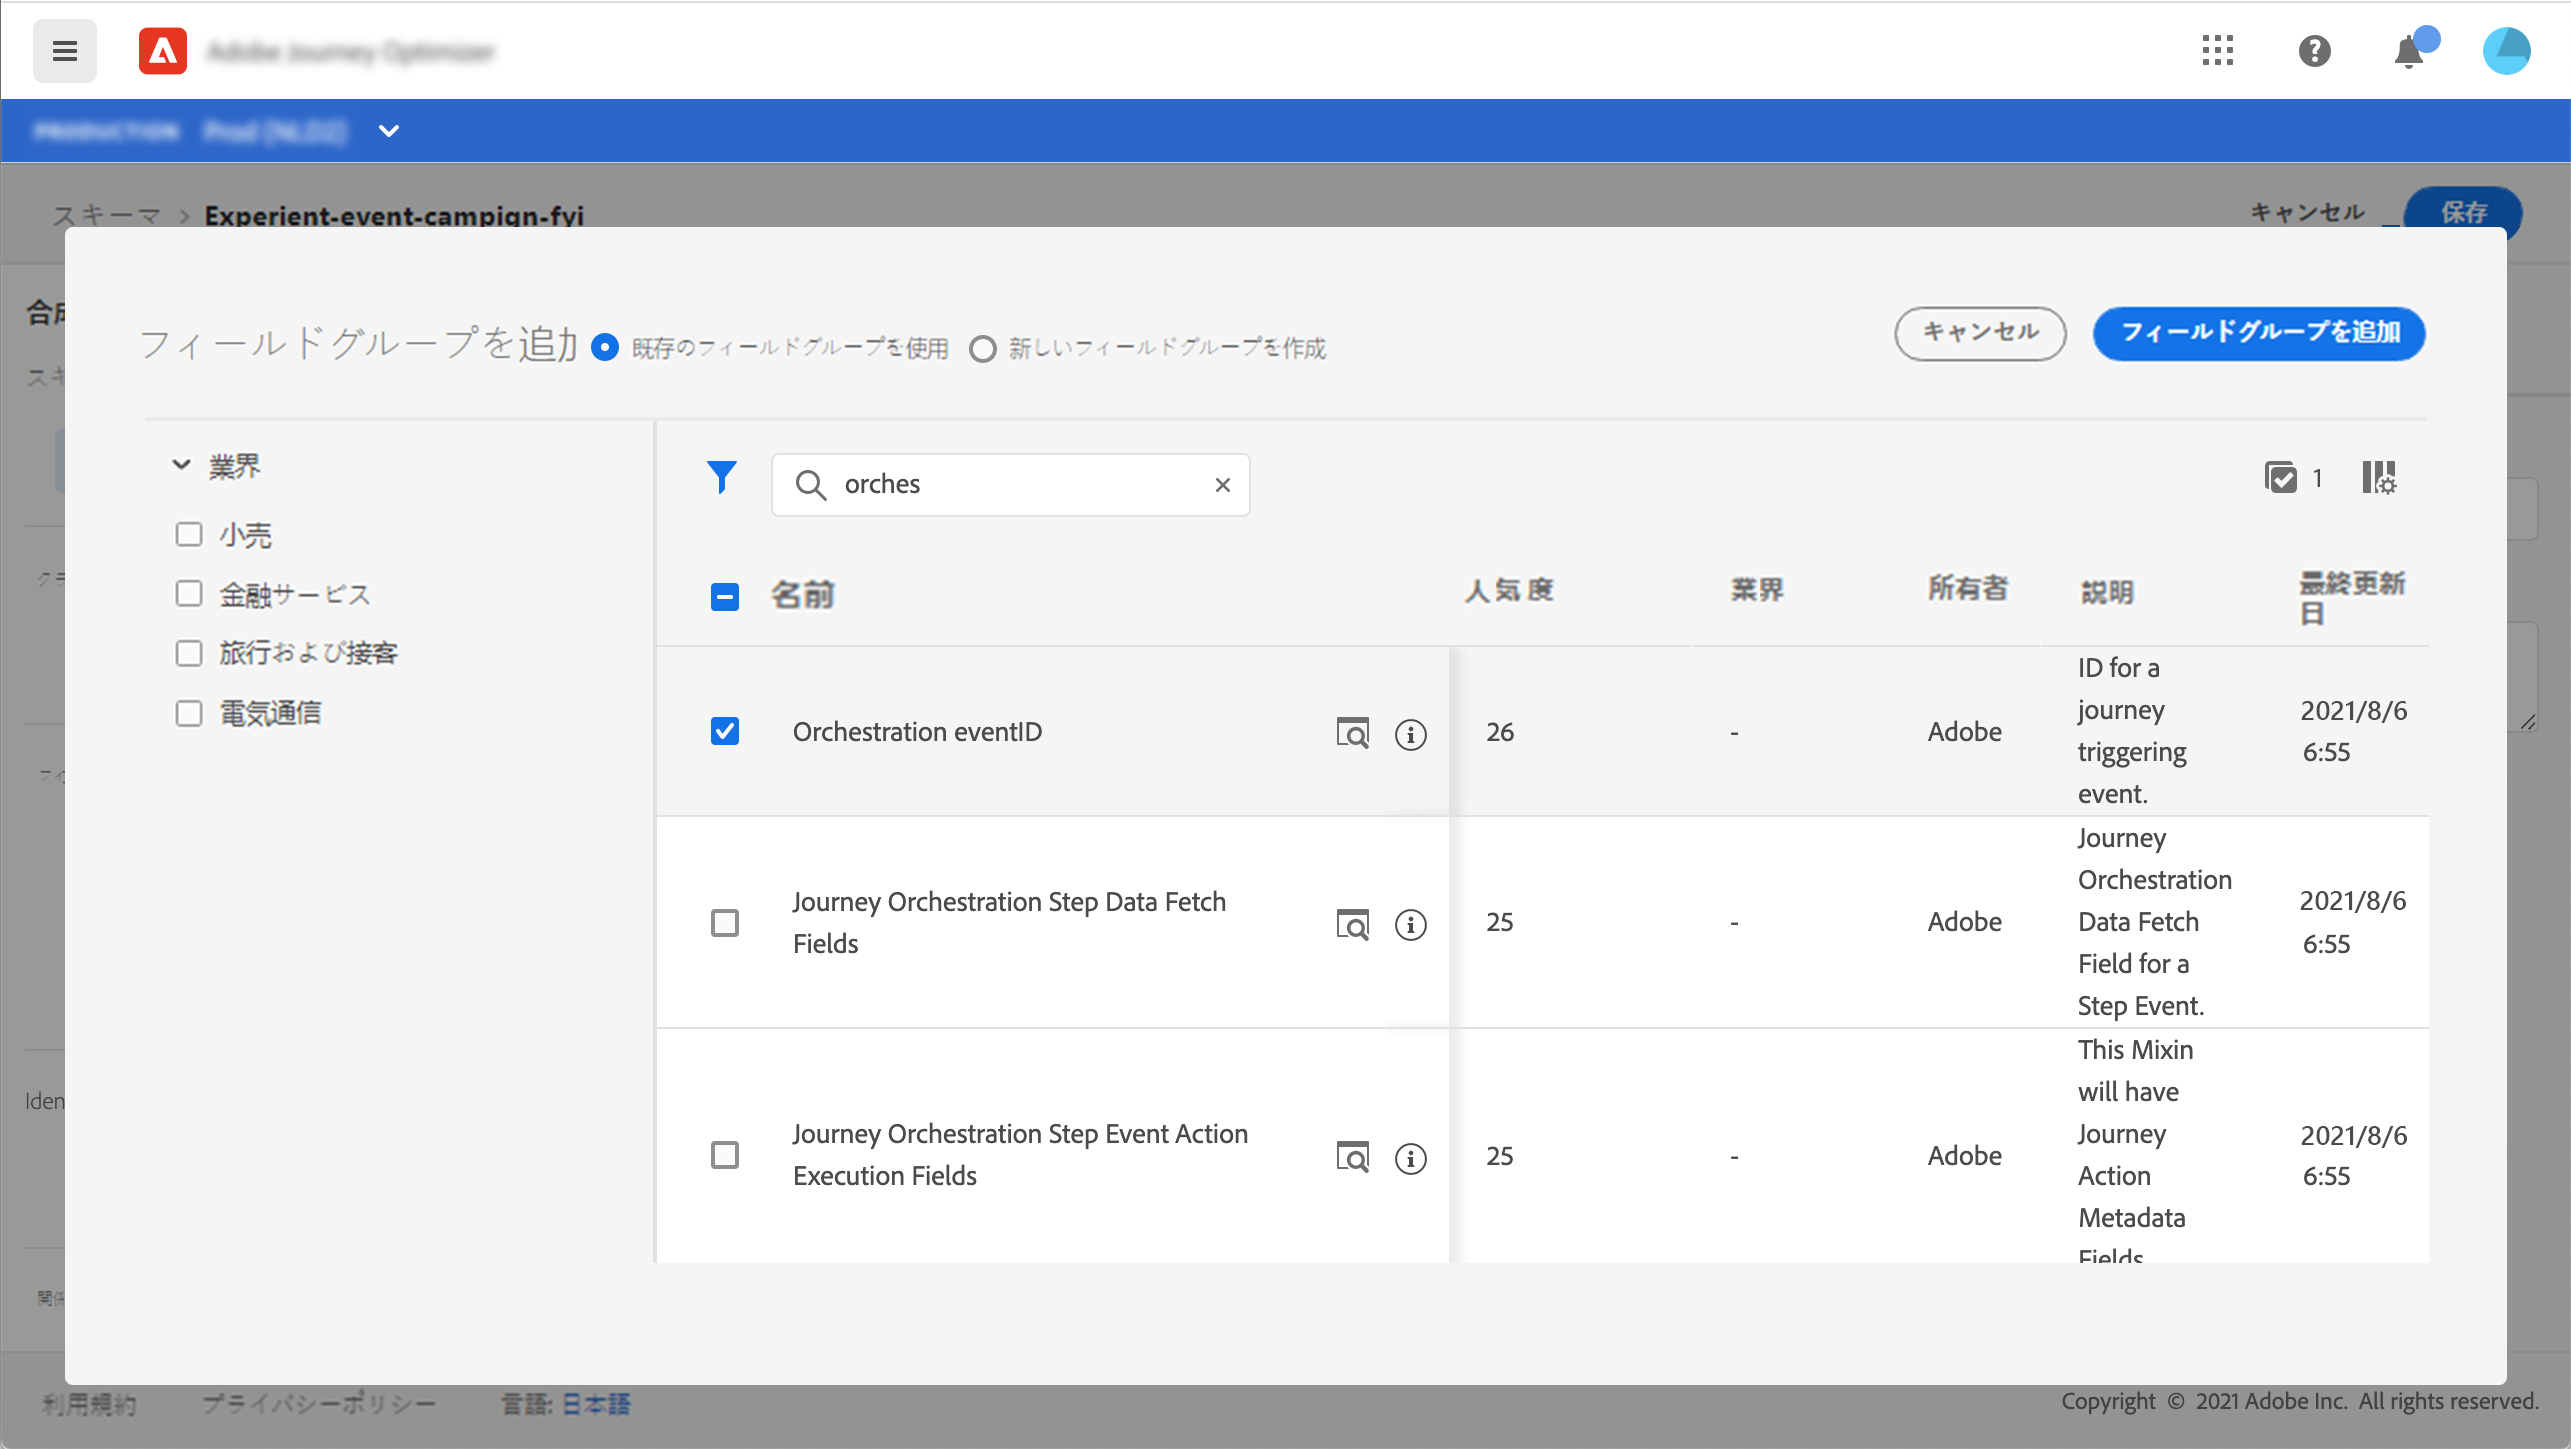 Adobe Journey Optimizer
PRODUCTION Prod (NLD2)
スキーマ > Experient-event-campign-fyi
キャンセル
保存
フィールドグループを追加
既存のフィールドグループを使用
新しいフィールドグループを作成
キャンセル
フィールドグループを追加
業界
小売
金融サービス
旅行および接客
電気通信
orches
1
名前
人気度
業界
所有者
説明
最終更新
日
Orchestration eventID
26
-
Adobe
ID for a
journey
triggering
event.
2021/8/6
6:55
Journey Orchestration Step Data Fetch
Fields
25
-
Adobe
Journey
Orchestration
Data Fetch
Field for a
Step Event.
2021/8/6
6:55
Journey Orchestration Step Event Action
Execution Fields
25
-
Adobe
This Mixin
will have
Journey
Action
Metadata
Fields
2021/8/6
6:55
Iden
利用規約
プライバシーポリシー
言語: 日本語
Copyright © 2021 Adobe Inc. All rights reserved.